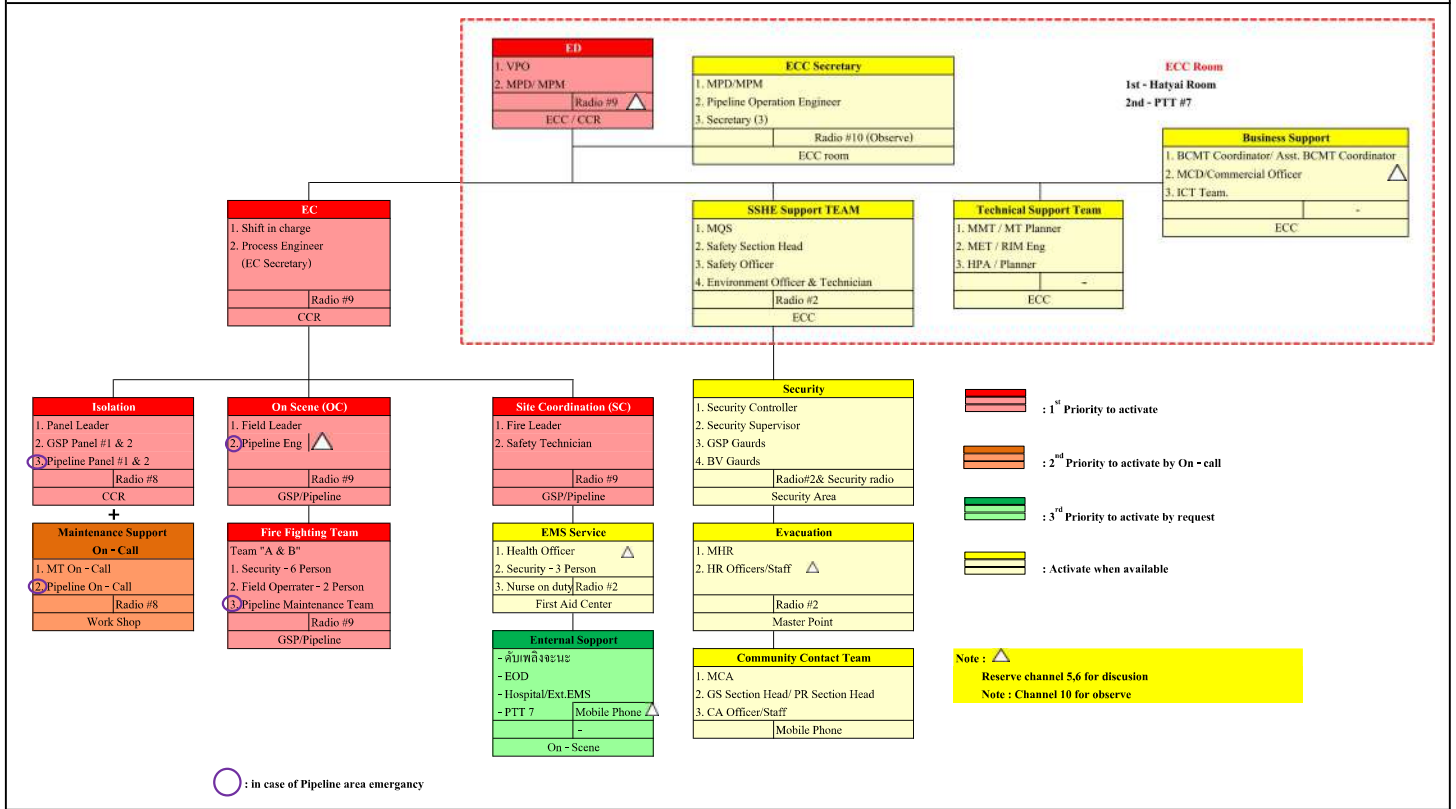 ED
1. VPO
2. MPD/ MPM
Radio #9
ECC / CCR
ECC Secretary
1. MPD/MPM
2. Pipeline Operation Engineer
3. Secretary (3)
Radio #10 (Observe)
ECC room
ECC Room
1st - Hatyai Room
2nd - PTT #7
Business Support
1. BCMT Coordinator/ Asst. BCMT Coordinator
2. MCD/Commercial Officer
3. ICT Team.
-
ECC
EC
1. Shift in charge
2. Process Engineer
(EC Secretary)
Radio #9
CCR
SSHE Support TEAM
1. MQS
2. Safety Section Head
3. Safety Officer
4. Environment Officer & Technician
Radio #2
ECC
Technical Support Team
1. MMT / MT Planner
2. MET / RIM Eng
3. HPA / Planner
-
ECC
Isolation
1. Panel Leader
2. GSP Panel #1 & 2
3. Pipeline Panel #1 & 2
Radio #8
CCR
+
Maintenance Support
On - Call
1. MT On - Call
2. Pipeline On - Call
Radio #8
Work Shop
On Scene (OC)
1. Field Leader
2. Pipeline Eng
Radio #9
GSP/Pipeline
Fire Fighting Team
Team "A & B"
1. Security - 6 Person
2. Field Operrater - 2 Person
3. Pipeline Maintenance Team
Radio #9
GSP/Pipeline
Site Coordination (SC)
1. Fire Leader
2. Safety Technician
Radio #9
GSP/Pipeline
EMS Service
1. Health Officer
2. Security - 3 Person
3. Nurse on duty Radio #2
First Aid Center
Enternal Support
- ดับเพลิงจะนะ
- EOD
- Hospital/Ext.EMS
- PTT 7 Mobile Phone
-
On - Scene
Security
1. Security Controller
2. Security Supervisor
3. GSP Gaurds
4. BV Gaurds
Radio#2& Security radio
Security Area
Evacuation
1. MHR
2. HR Officers/Staff
Radio #2
Master Point
Community Contact Team
1. MCA
2. GS Section Head/ PR Section Head
3. CA Officer/Staff
Mobile Phone
: 1st Priority to activate
: 2nd Priority to activate by On - call
: 3rd Priority to activate by request
: Activate when available
Note :
Reserve channel 5,6 for discusion
Note : Channel 10 for observe
: in case of Pipeline area emergancy